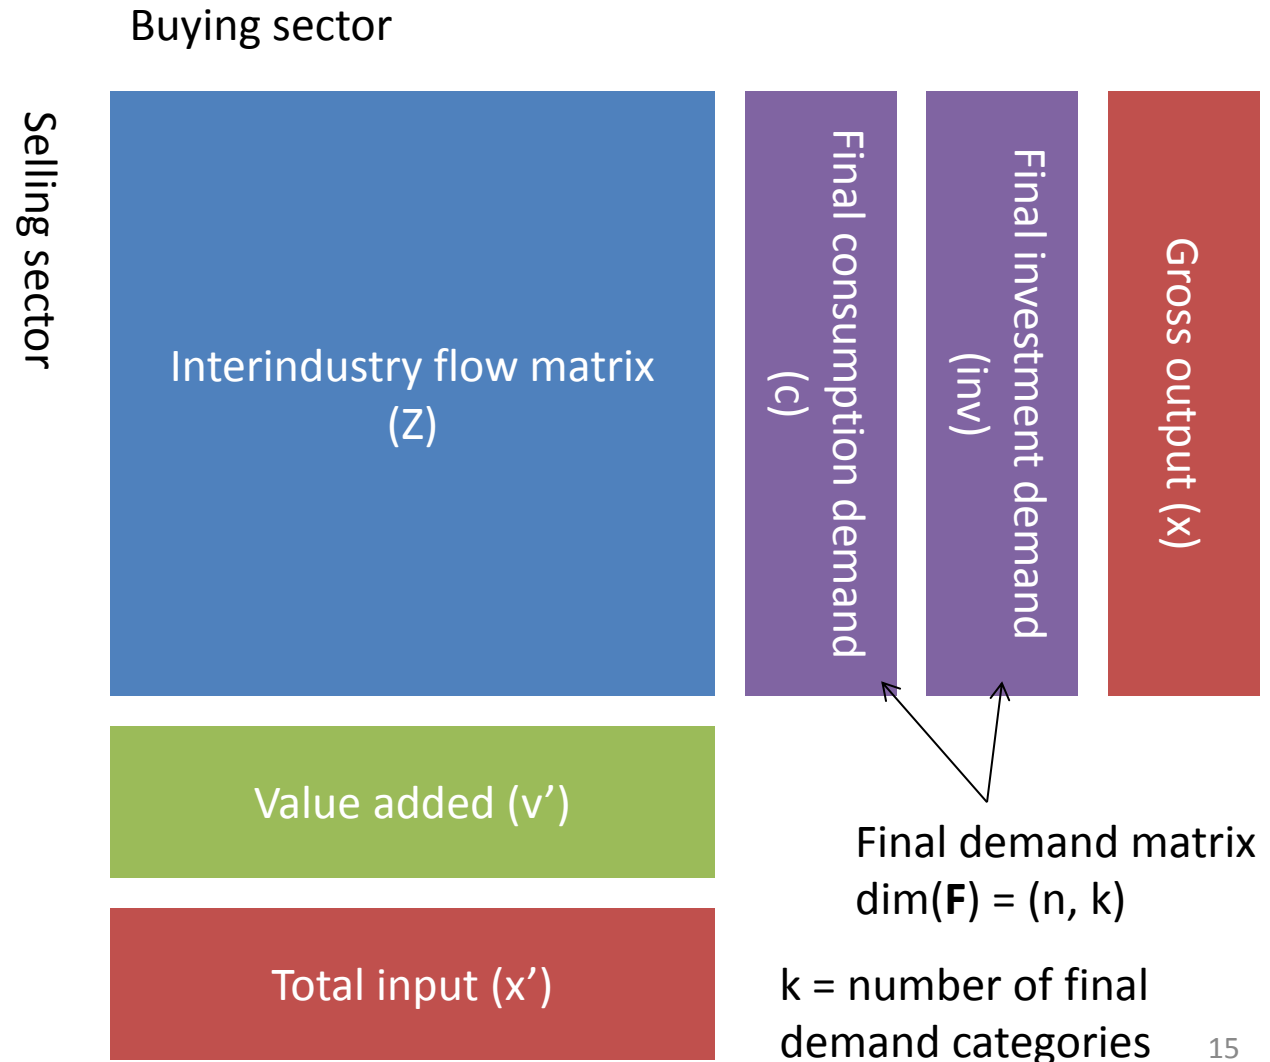 Buying sector
Selling sector
Interindustry flow matrix
(Z)
Final consumption demand
(c)
Final investment demand
(inv)
Gross output (x)
Value added (v’)
Final demand matrix
dim(F) = (n, k)
Total input (x’)
k = number of final
demand categories
15